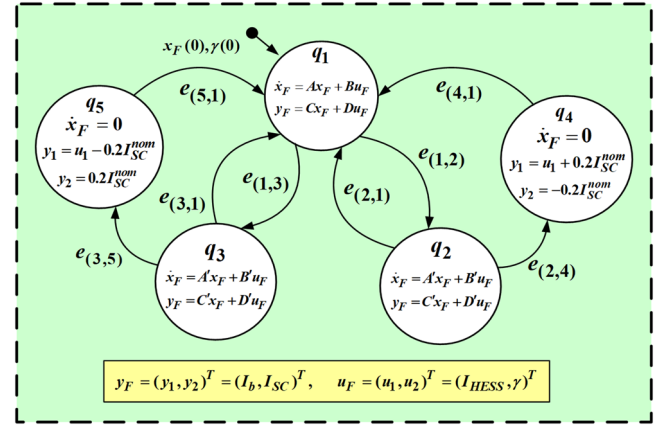 x_F(0),γ(0)
q_1
ẋ_F = Ax_F + Bu_F
y_F = Cx_F + Du_F
e_(5,1)
e_(4,1)
q_5
ẋ_F = 0
y_1 = u_1 − 0.2I_SC^nom
y_2 = 0.2I_SC^nom
q_4
ẋ_F = 0
y_1 = u_1 + 0.2I_SC^nom
y_2 = −0.2I_SC^nom
e_(3,1)
e_(1,3)
e_(2,1)
e_(1,2)
e_(3,5)
q_3
ẋ_F = A'x_F + B'u_F
y_F = C'x_F + D'u_F
q_2
ẋ_F = A'x_F + B'u_F
y_F = C'x_F + D'u_F
e_(2,4)
y_F = (y_1, y_2)^T = (I_b, I_SC)^T, u_F = (u_1, u_2)^T = (I_HESS, γ)^T